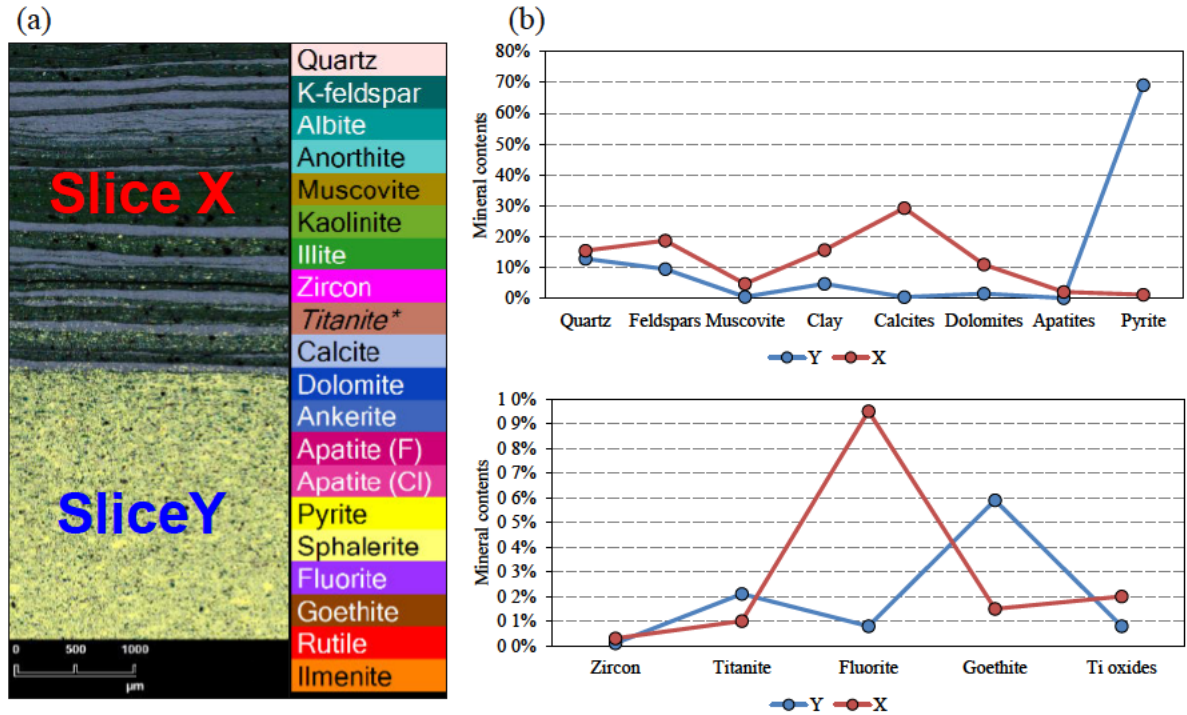 (a)
Slice X
SliceY
0 500 1000
µm
Quartz
K-feldspar
Albite
Anorthite
Muscovite
Kaolinite
Illite
Zircon
Titanite*
Calcite
Dolomite
Ankerite
Apatite (F)
Apatite (Cl)
Pyrite
Sphalerite
Fluorite
Goethite
Rutile
Ilmenite
(b)
Mineral contents
80%
70%
60%
50%
40%
30%
20%
10%
0%
Quartz Feldspars Muscovite Clay Calcites Dolomites Apatites Pyrite
Y X
Mineral contents
1 0%
0 9%
0 8%
0 7%
0 6%
0 5%
0 4%
0 3%
0 2%
0 1%
0 0%
Zircon Titanite Fluorite Goethite Ti oxides
Y X